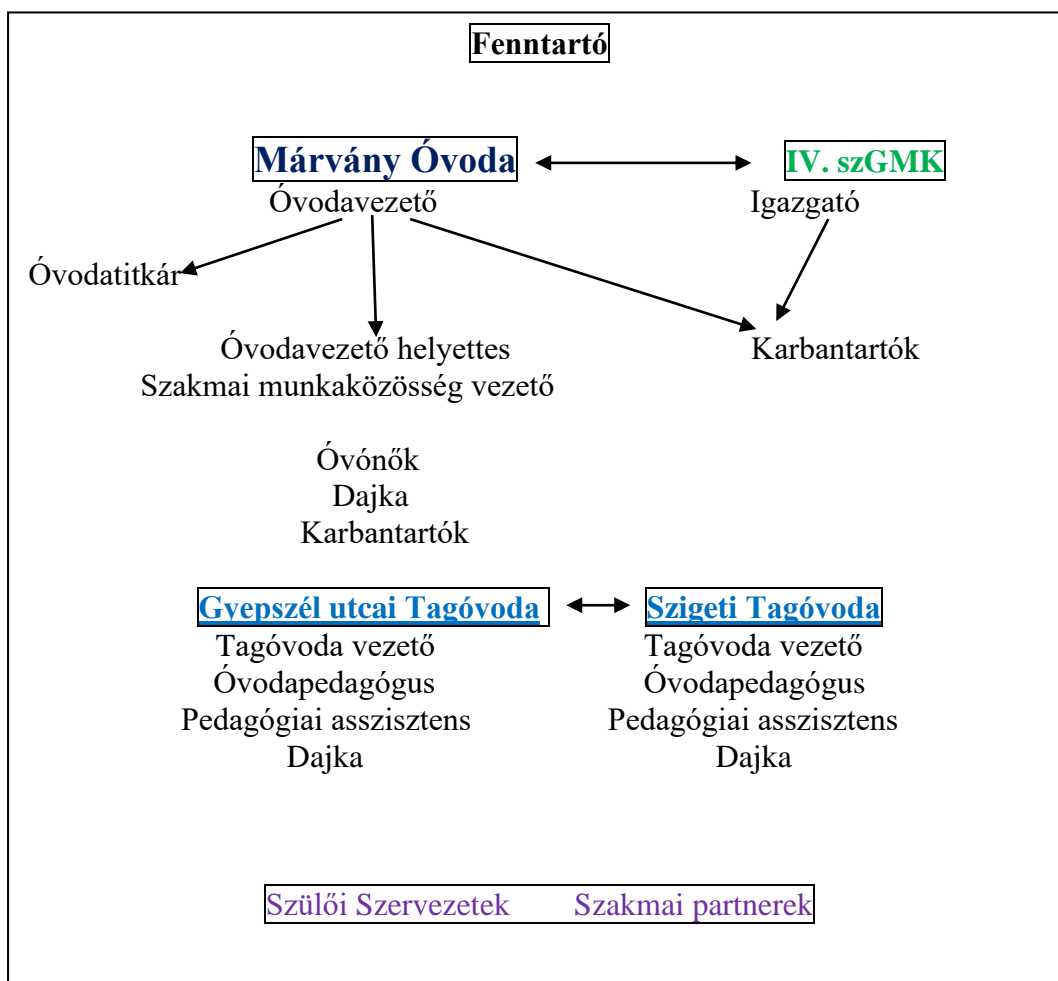 Fenntartó
Márvány Óvoda
IV. szGMK
Óvodavezető
Igazgató
Óvodatitkár
Óvodavezető helyettes
Karbantartók
Szakmai munkaközösség vezető
Óvónők
Dajka
Karbantartók
Gyepszél utcai Tagóvoda
Szigeti Tagóvoda
Tagóvoda vezető
Tagóvoda vezető
Óvodapedagógus
Óvodapedagógus
Pedagógiai asszisztens
Pedagógiai asszisztens
Dajka
Dajka
Szülői Szervezetek Szakmai partnerek